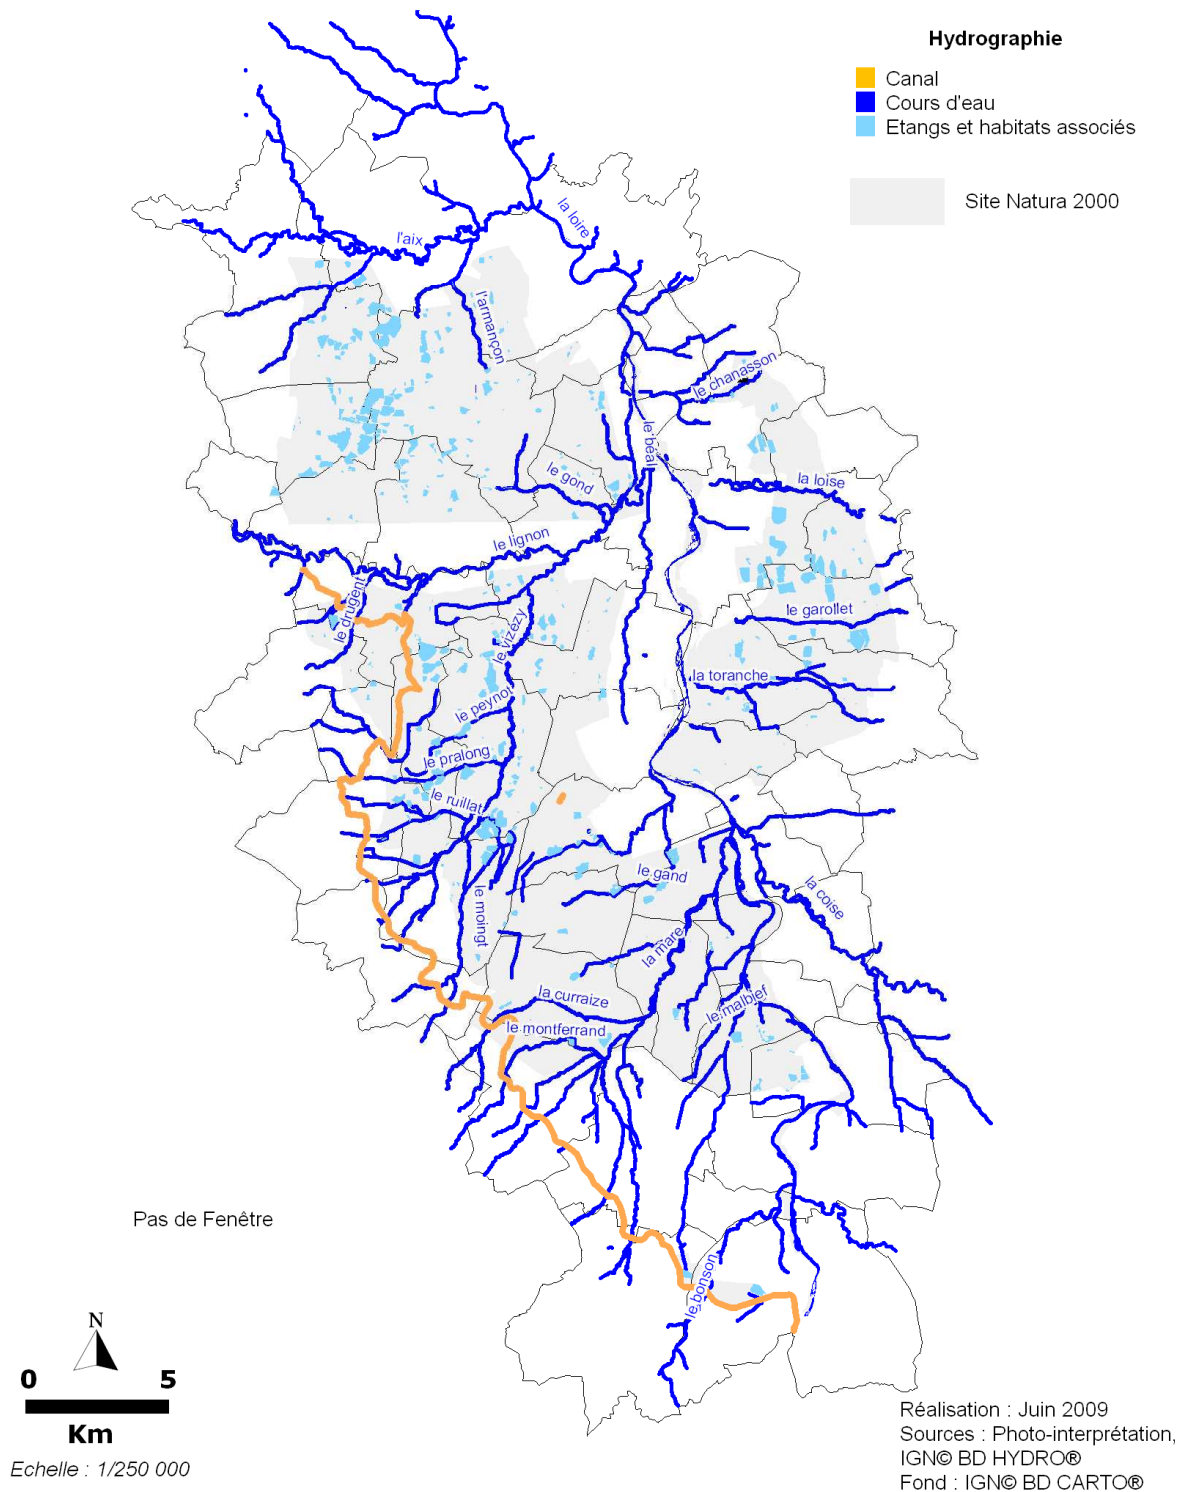 Hydrographie
Canal
Cours d'eau
Etangs et habitats associés
Site Natura 2000
la loire
l'aix
l'armançon
le chanasson
le béal
le gond
la loise
le lignon
le drugent
le garollet
le vizézy
la toranche
le peynot
le pralong
le ruillat
le gand
la coise
le moingt
la mare
la curraize
le malbief
le montferrand
le bonson
Pas de Fenêtre
N
0 5
Km
Echelle : 1/250 000
Réalisation : Juin 2009
Sources : Photo-interprétation,
IGN© BD HYDRO®
Fond : IGN© BD CARTO®